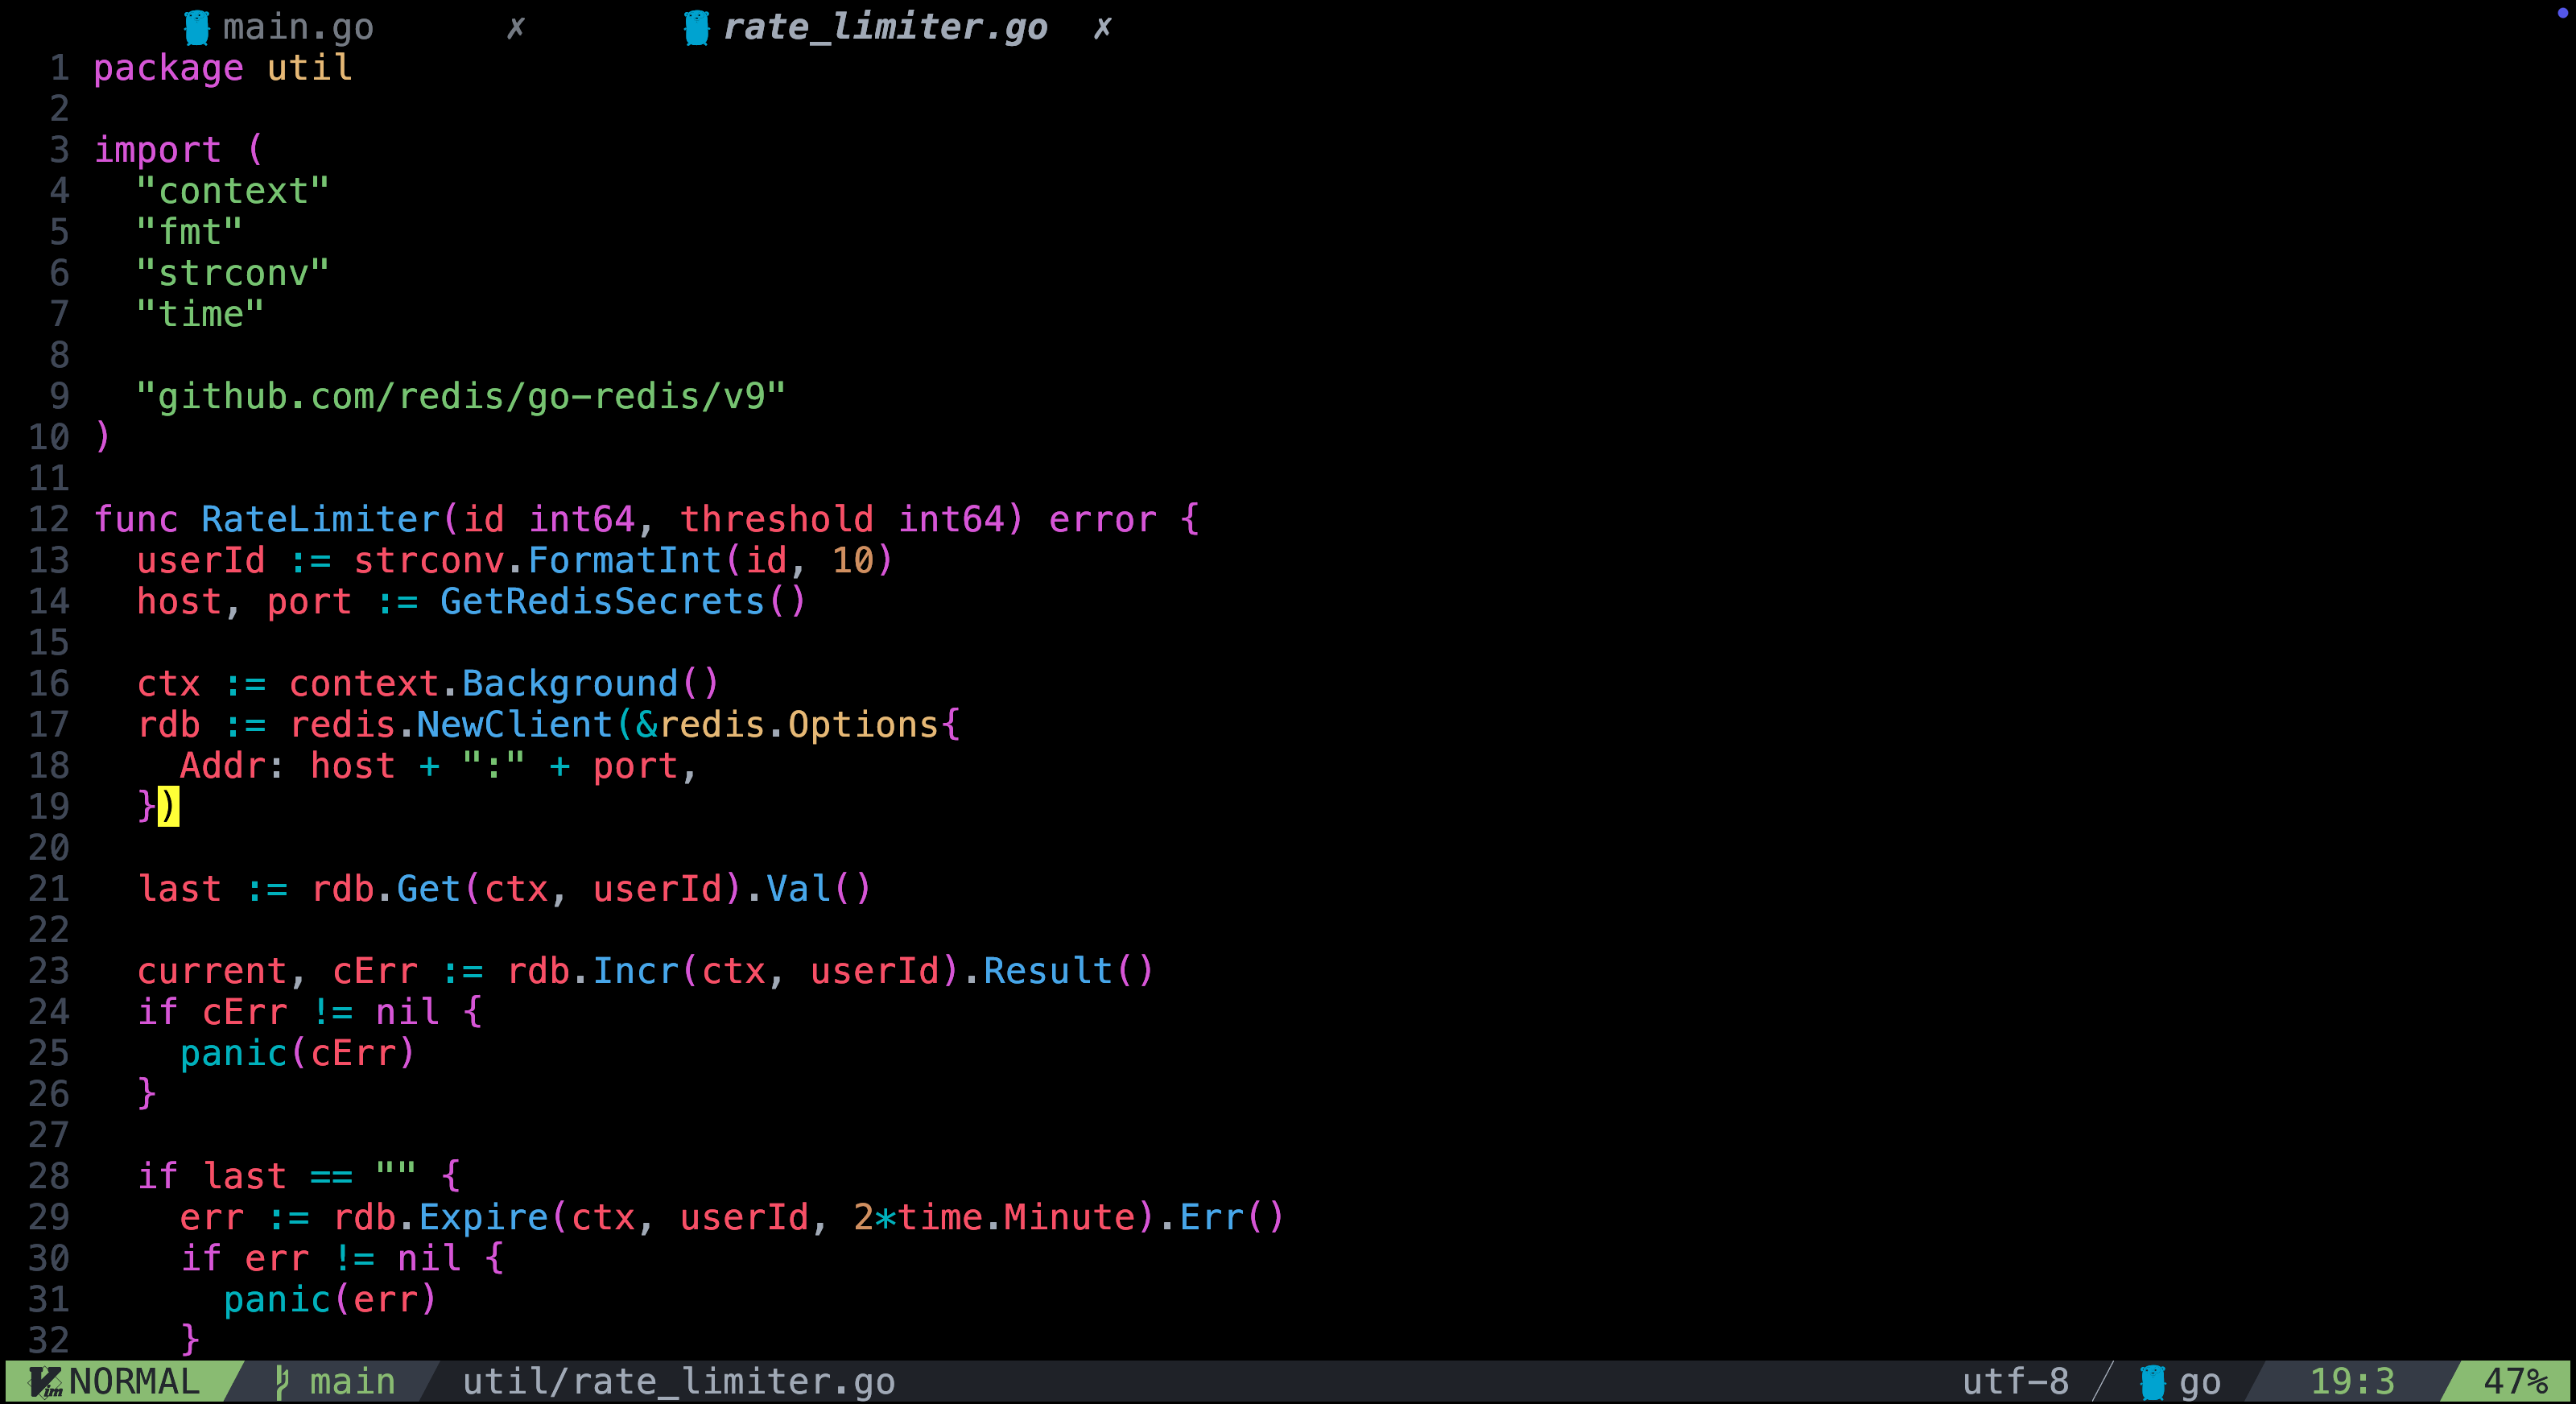 main.go ✗ rate_limiter.go ✗
1 package util
2
3 import (
4   "context"
5   "fmt"
6   "strconv"
7   "time"
8
9   "github.com/redis/go-redis/v9"
10 )
11
12 func RateLimiter(id int64, threshold int64) error {
13   userId := strconv.FormatInt(id, 10)
14   host, port := GetRedisSecrets()
15
16   ctx := context.Background()
17   rdb := redis.NewClient(&redis.Options{
18     Addr: host + ":" + port,
19   })
20
21   last := rdb.Get(ctx, userId).Val()
22
23   current, cErr := rdb.Incr(ctx, userId).Result()
24   if cErr != nil {
25     panic(cErr)
26   }
27
28   if last == "" {
29     err := rdb.Expire(ctx, userId, 2*time.Minute).Err()
30     if err != nil {
31       panic(err)
32     }
NORMAL main util/rate_limiter.go utf-8 go 19:3 47%